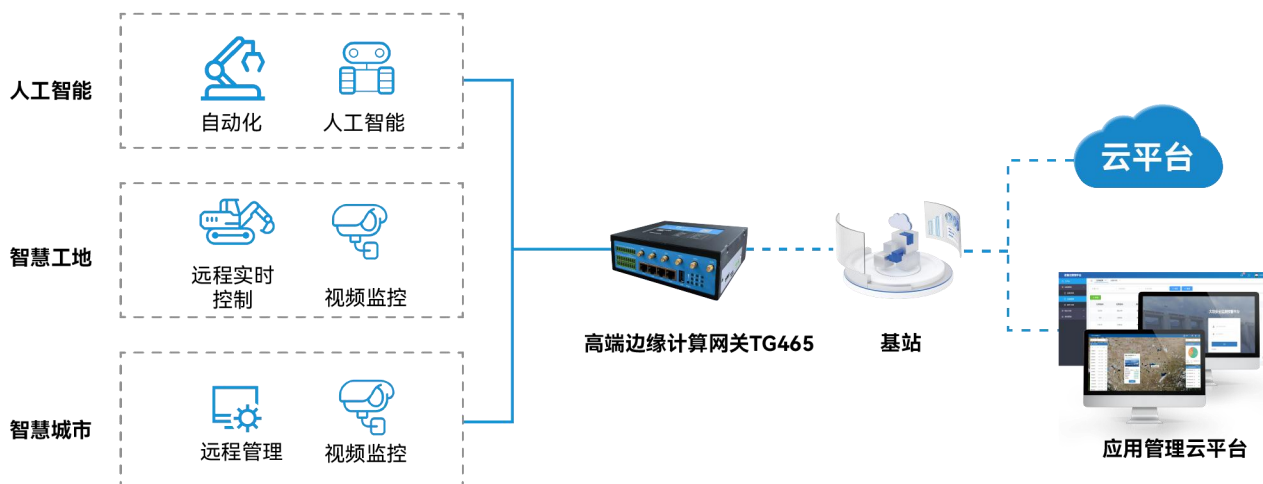 人工智能
自动化
人工智能
智慧工地
远程实时
控制
视频监控
智慧城市
远程管理
视频监控
高端边缘计算网关TG465
基站
云平台
应用管理云平台